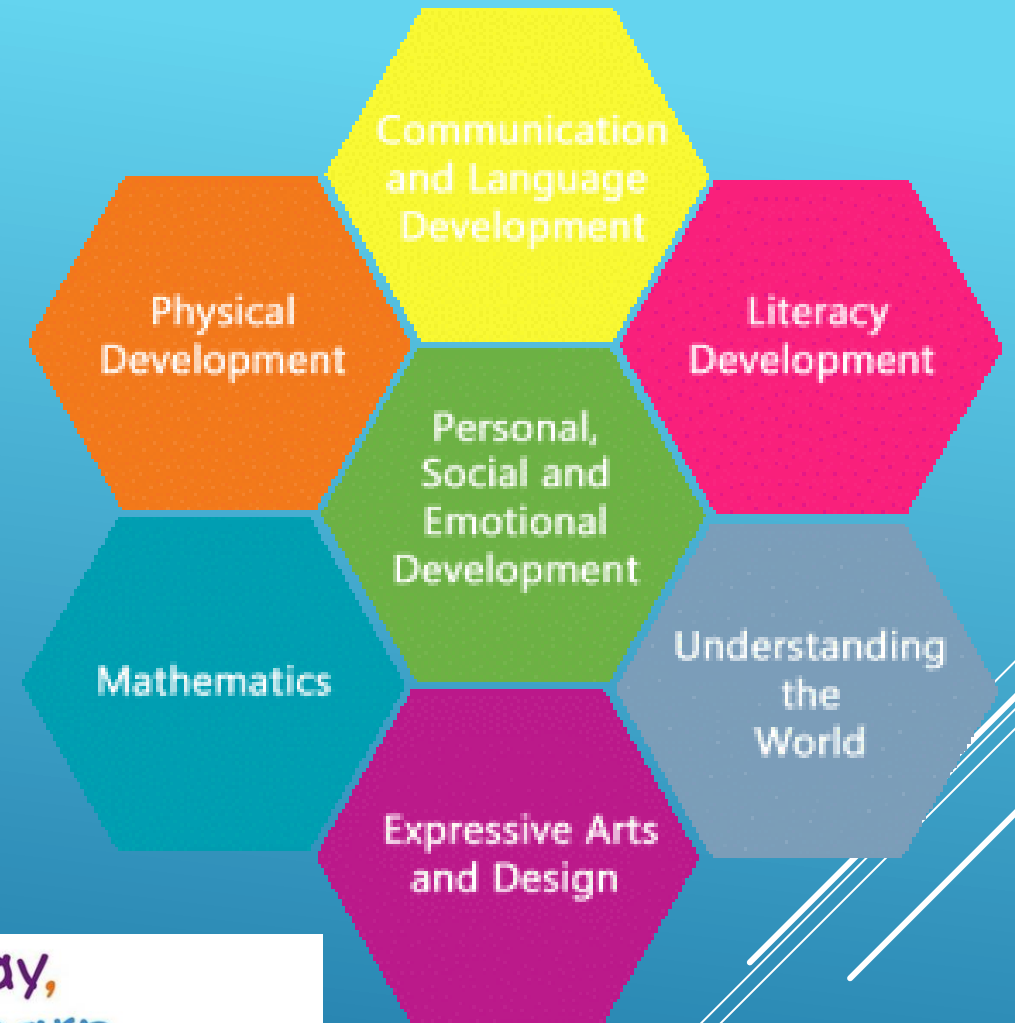 Communication
and Language
Development
Physical
Development
Literacy
Development
Personal,
Social and
Emotional
Development
Mathematics
Understanding
the
World
Expressive Arts
and Design